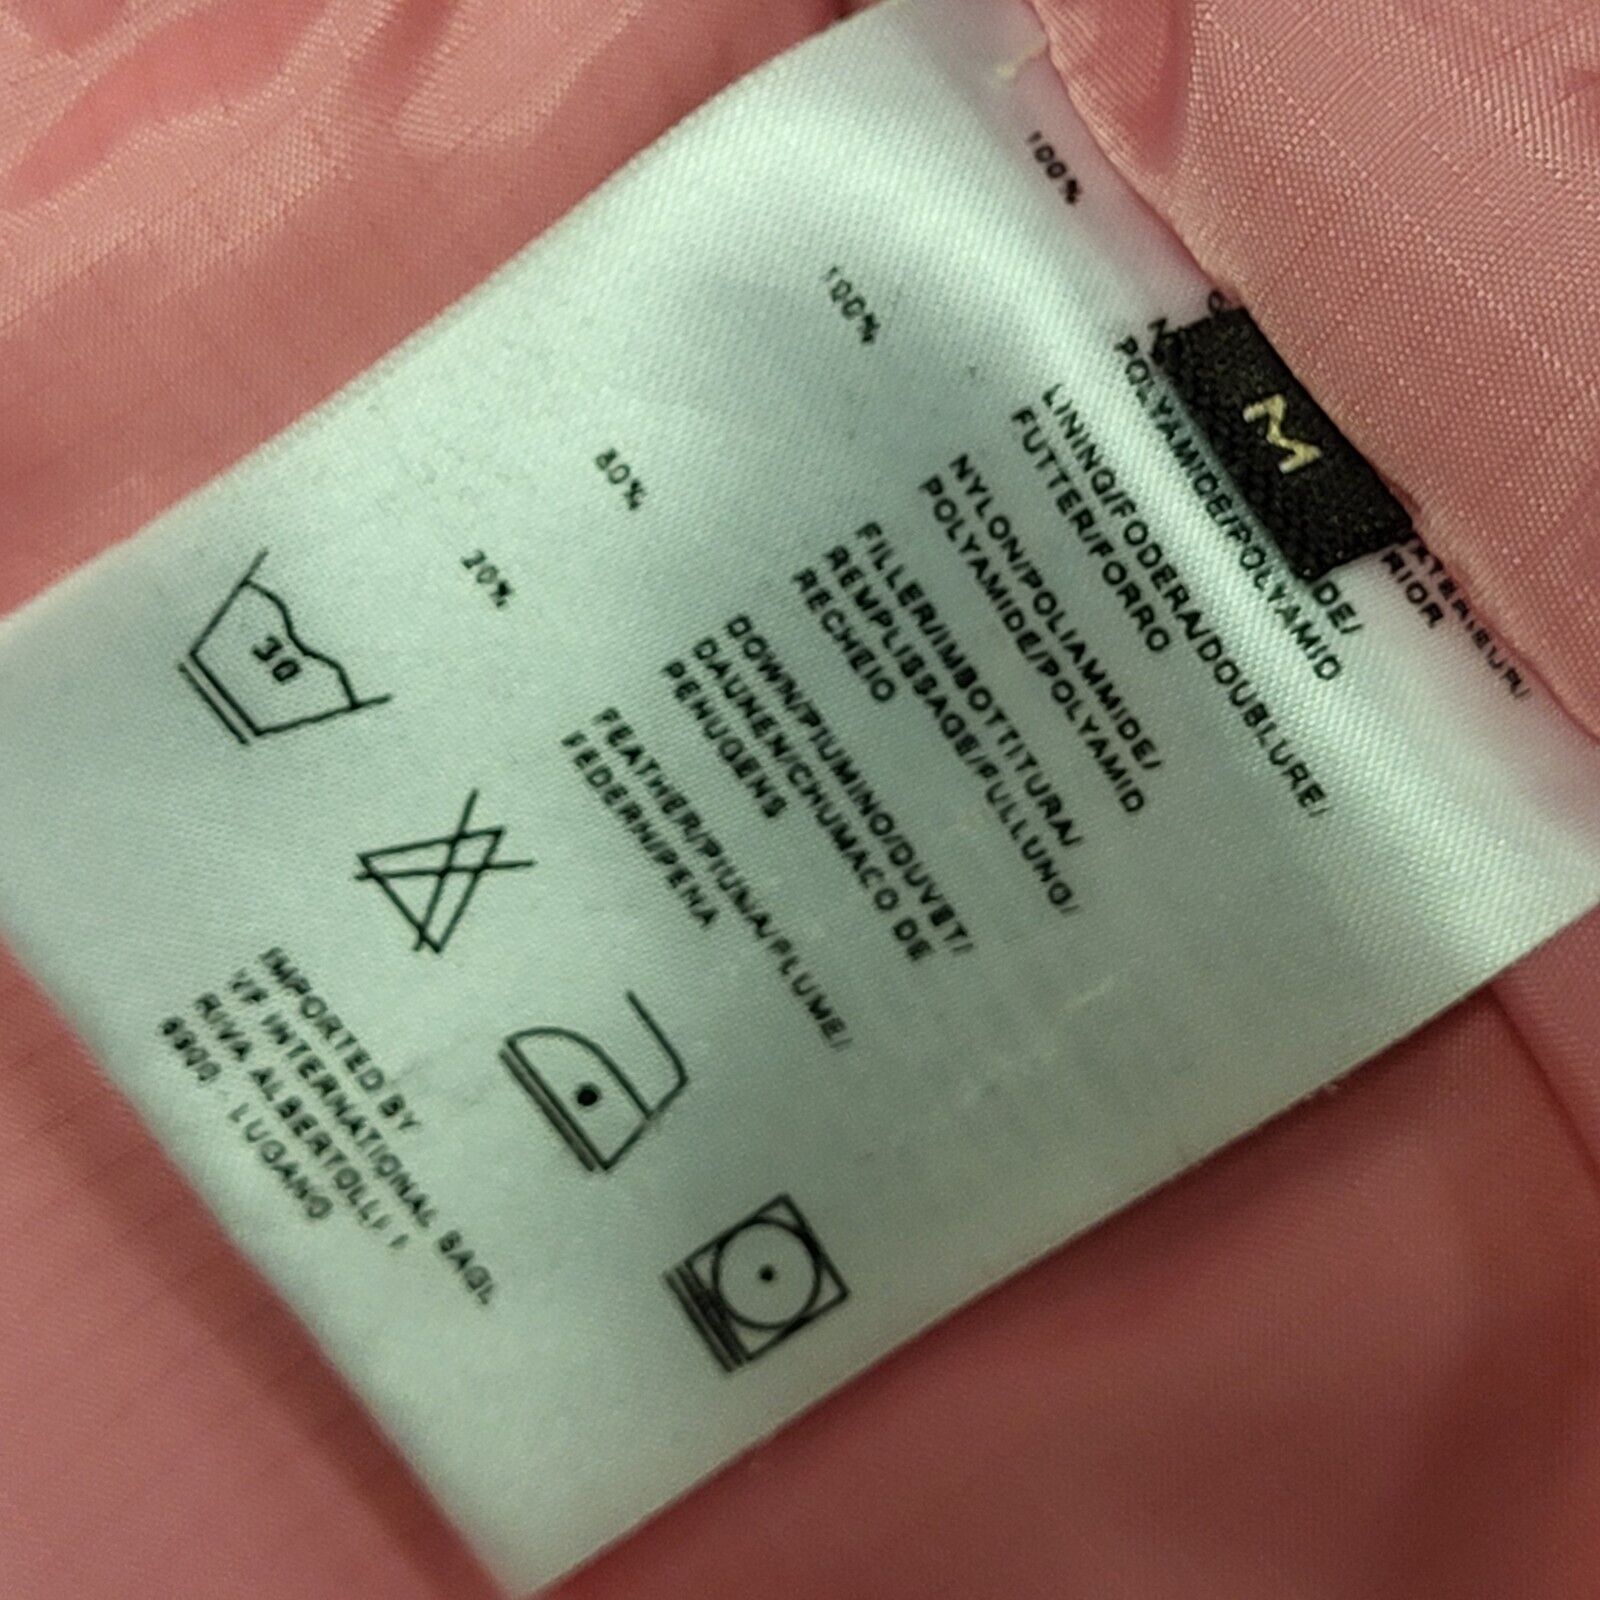 M
100%
POLYAMIDE/POLYAMID
100%
LINING/FODERA/DOUBLURE/
FUTTER/FORRO
NYLON/POLIAMMIDE/
POLYAMIDE/POLYAMID
FILLER/IMBOTTITURA/
REMPLISSAGE/FULLUNG/
RECHEIO
80%
DOWN/PIUMINO/DUVET/
DAUNEN/CHUMACO DE
PENUGENS
20%
FEATHER/PIUMA/PLUME/
FEDERN/PENA
30
IMPORTED BY
VF INTERNATIONAL SAGL
RIVA ALBERTOLLI 1
6900 - LUGANO